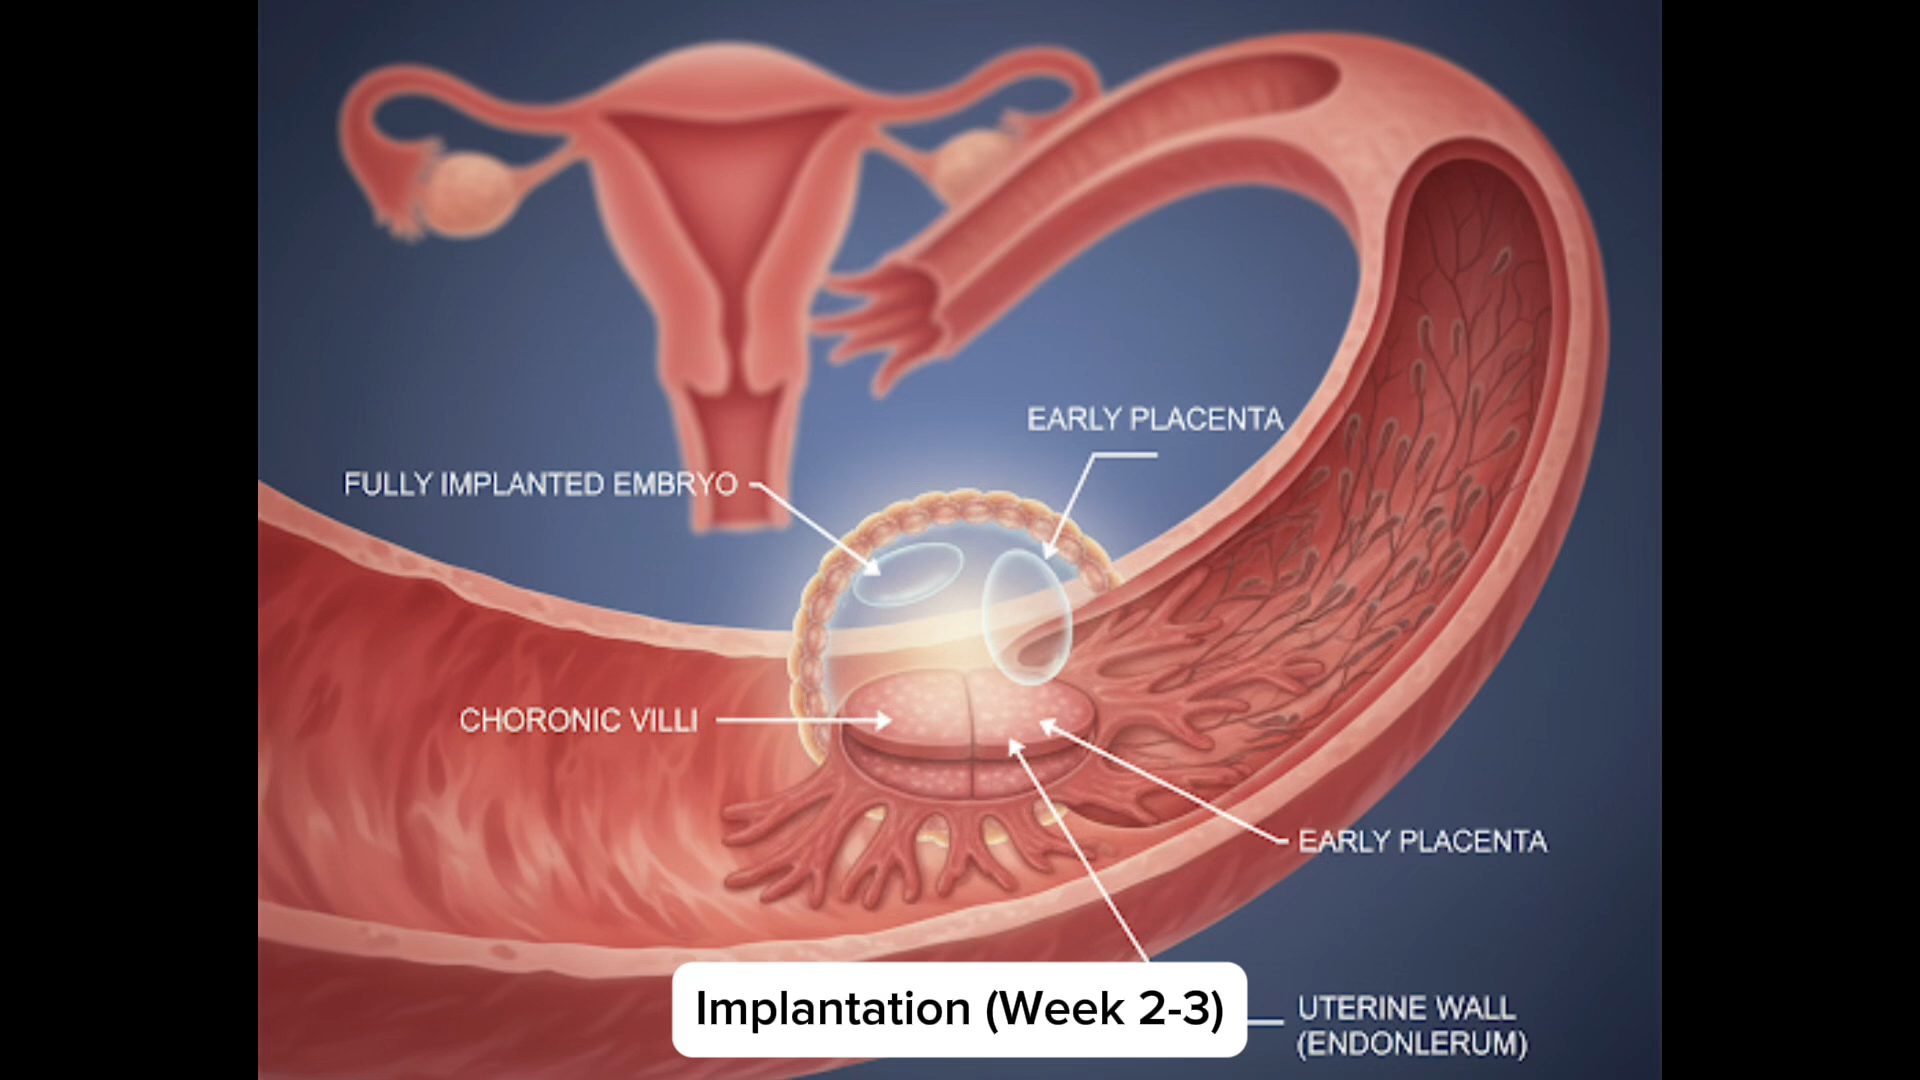 EARLY PLACENTA
FULLY IMPLANTED EMBRYO
CHORONIC VILLI
EARLY PLACENTA
Implantation (Week 2-3)
UTERINE WALL
(ENDONLERUM)